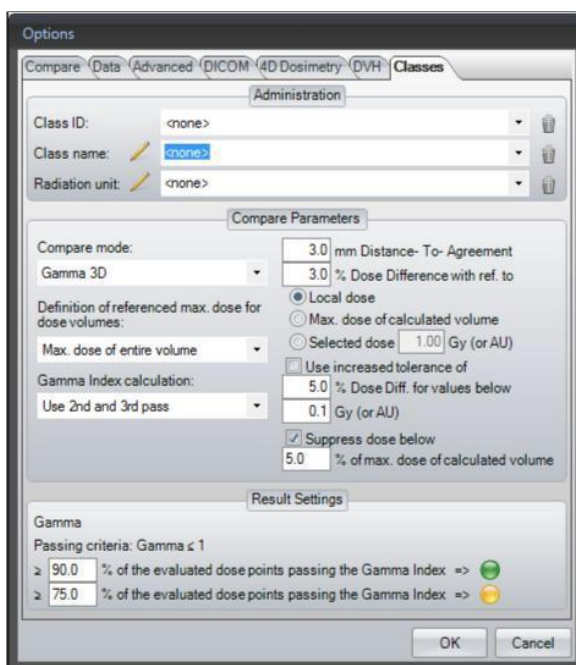 Options
Compare Data Advanced DICOM 4D Dosimetry DVH Classes
Administration
Class ID: <none>
Class name: <none>
Radiation unit: <none>
Compare Parameters
Compare mode:
Gamma 3D
Definition of referenced max. dose for
dose volumes:
Max. dose of entire volume
Gamma Index calculation:
Use 2nd and 3rd pass
3.0 mm Distance- To- Agreement
3.0 % Dose Difference with ref. to
Local dose
Max. dose of calculated volume
Selected dose 1.00 Gy (or AU)
Use increased tolerance of
5.0 % Dose Diff. for values below
0.1 Gy (or AU)
Suppress dose below
5.0 % of max. dose of calculated volume
Result Settings
Gamma
Passing criteria: Gamma ≤ 1
≥ 90.0 % of the evaluated dose points passing the Gamma Index =>
≥ 75.0 % of the evaluated dose points passing the Gamma Index =>
OK Cancel